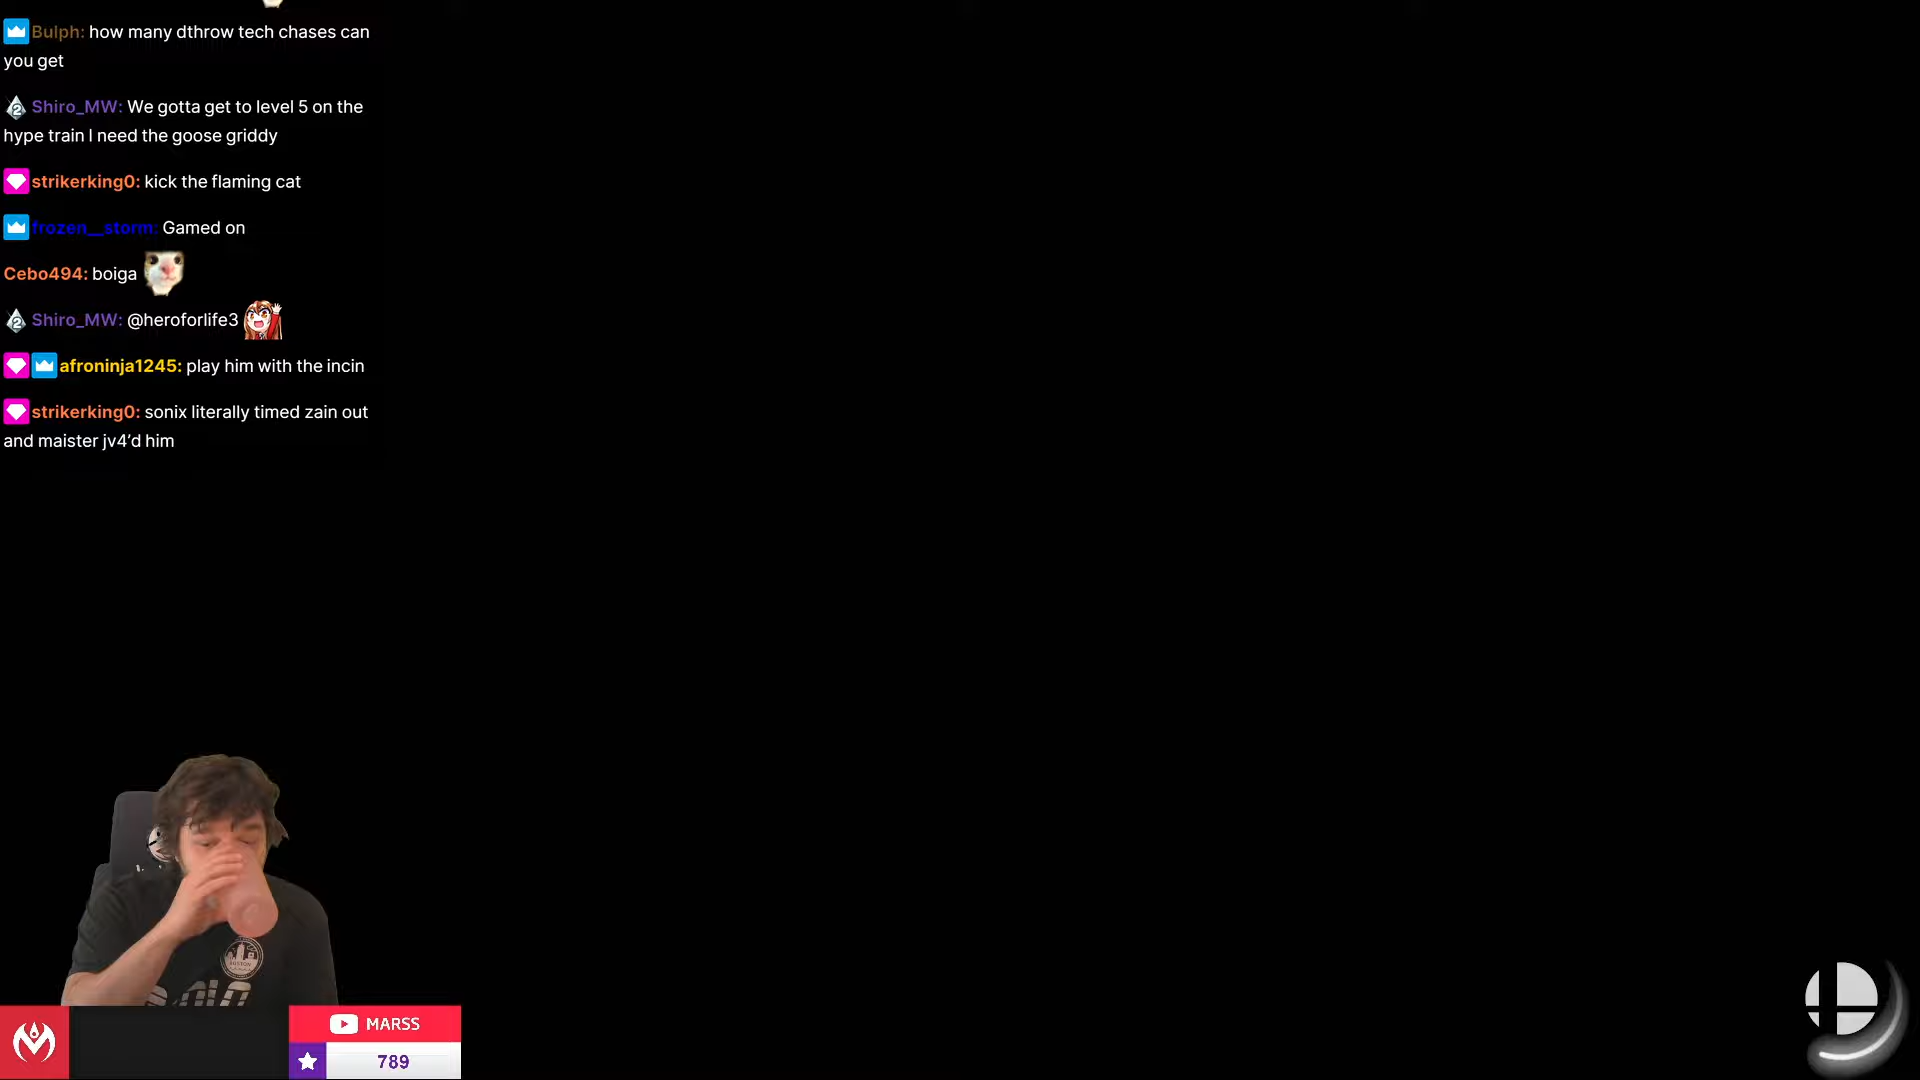 Bulph: how many dthrow tech chases can
you get
Shiro_MW: We gotta get to level 5 on the
hype train I need the goose griddy
strikerking0: kick the flaming cat
frozen__storm: Gamed on
Cebo494: boiga
Shiro_MW: @heroforlife3
afroninja1245: play him with the incin
strikerking0: sonix literally timed zain out
and maister jv4'd him
MARSS
789